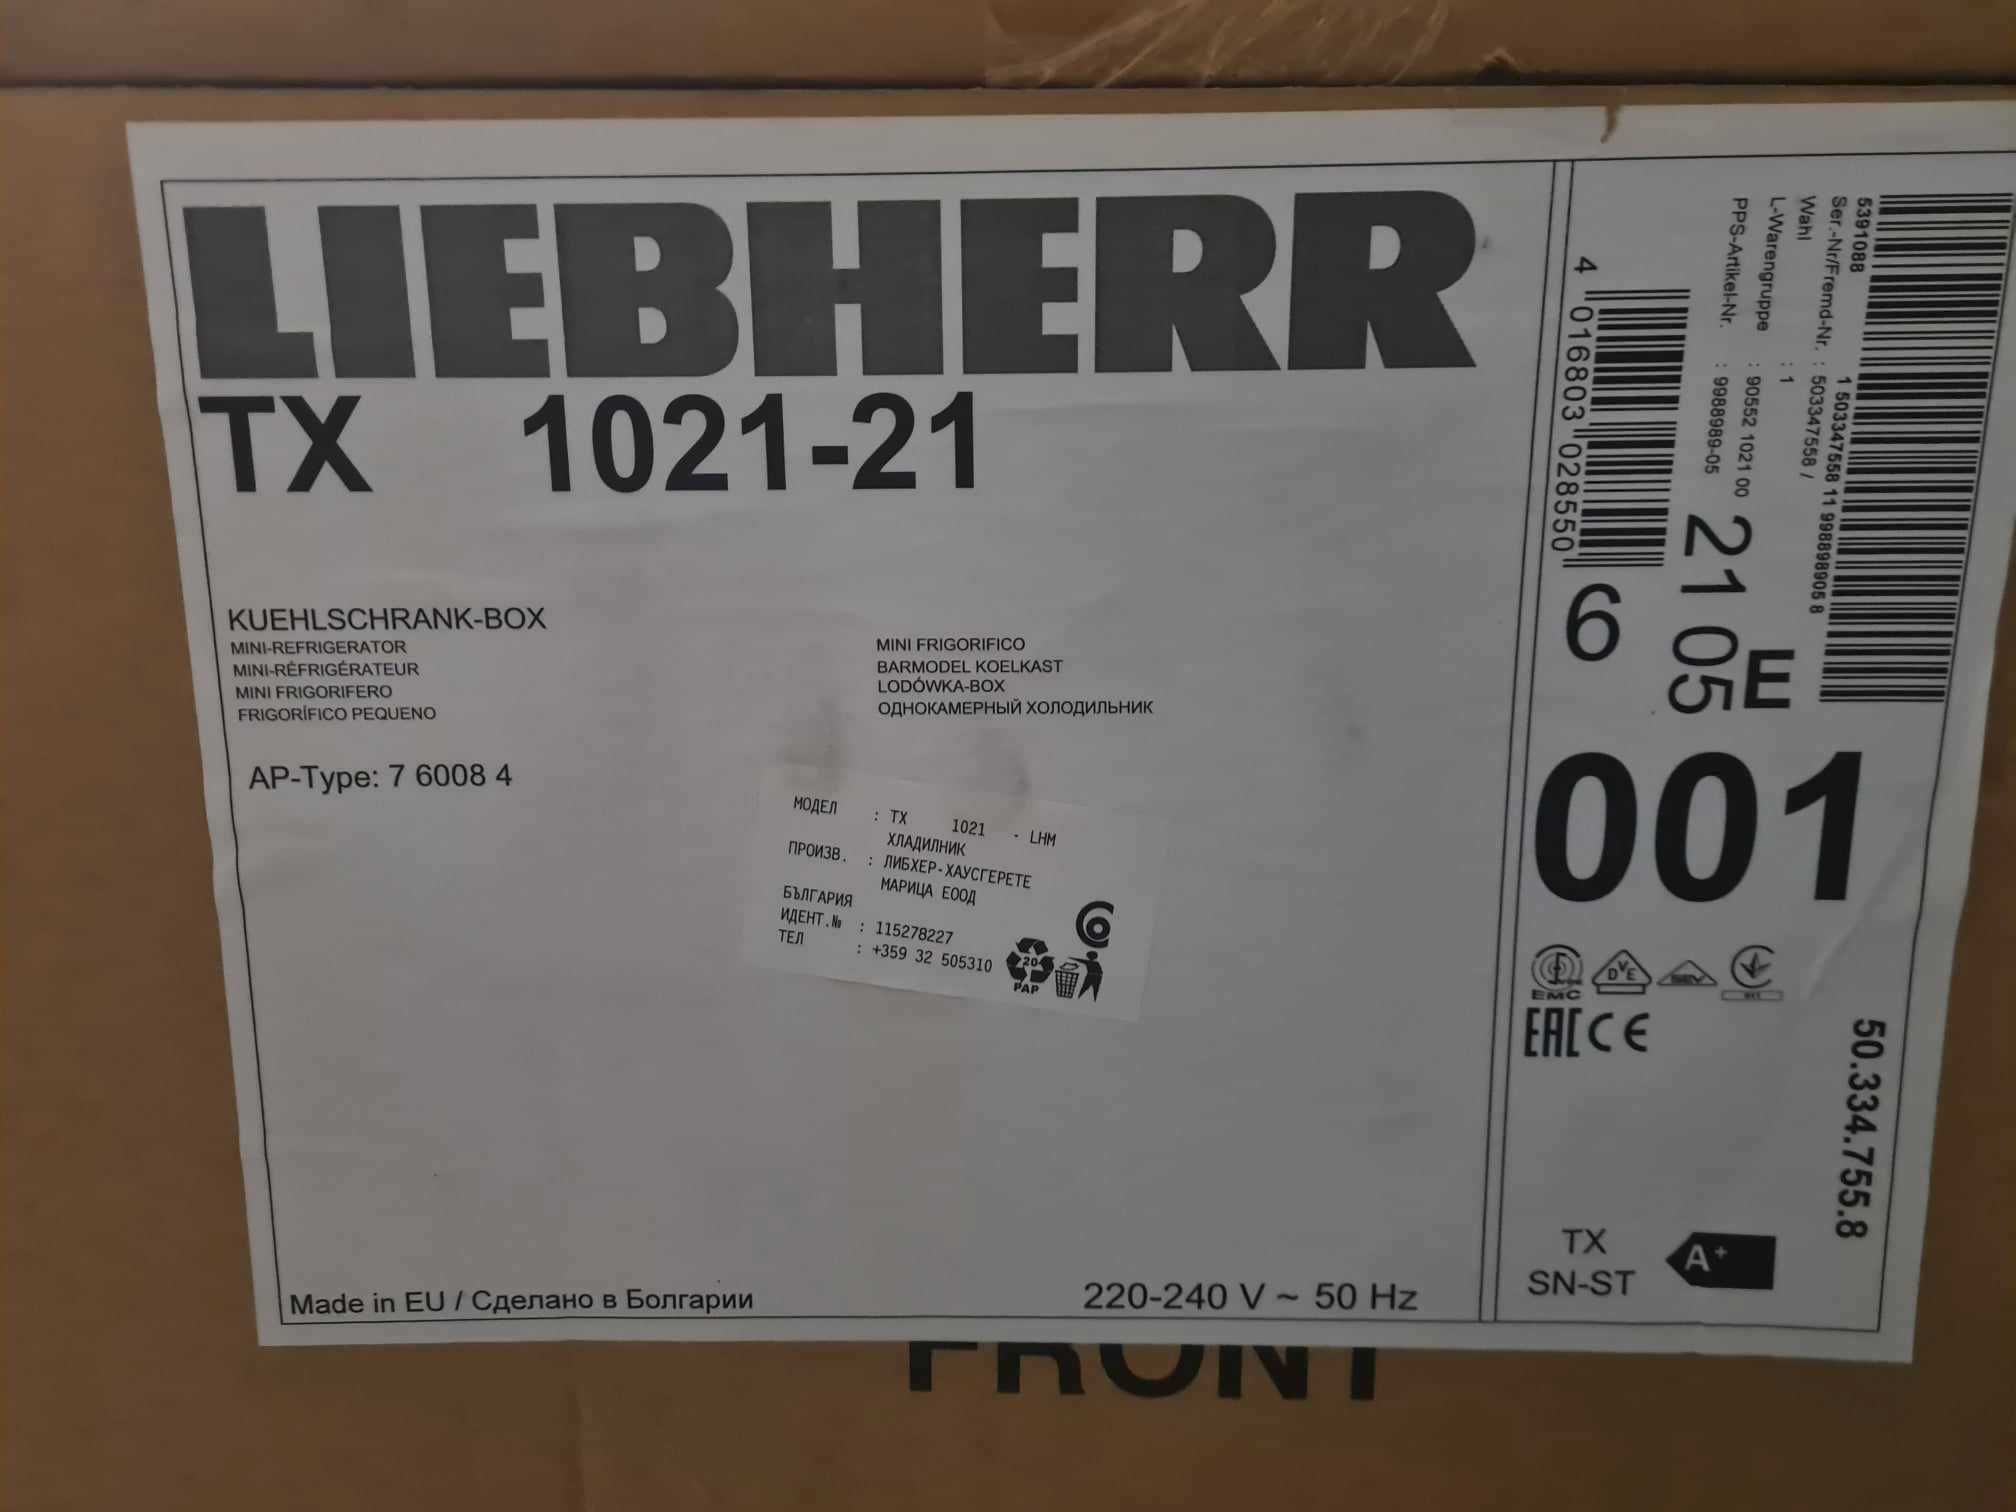 LIEBHERR
TX 1021-21
KUEHLSCHRANK-BOX
MINI-REFRIGERATOR
MINI-RÉFRIGÉRATEUR
MINI FRIGORIFERO
FRIGORÍFICO PEQUENO
MINI FRIGORIFICO
BARMODEL KOELKAST
LODÓWKA-BOX
ОДНОКАМЕРНЫЙ ХОЛОДИЛЬНИК
AP-Type: 7 6008 4
МОДЕЛ : TX 1021 - LHM
ХЛАДИЛНИК
ПРОИЗВ. : ЛИБХЕР-ХАУСГЕРЕТЕ
МАРИЦА ЕООД
БЪЛГАРИЯ
ИДЕНТ.№ : 115278227
ТЕЛ : +359 32 505310
20
PAP
Made in EU / Сделано в Болгарии
220-240 V ~ 50 Hz
5391088
1 503347558 11 998898905 8
Ser.-Nr/Fremd-Nr. : 503347558 /
Wahl : 1
L-Warengruppe : 90552 1021 00
PPS-Artikel-Nr. : 9988989-05
4 016803 028550
6
21 05
E
001
EMC
DVE
SEV
EAC CE
50.334.755.8
TX
SN-ST
A+
FRONT